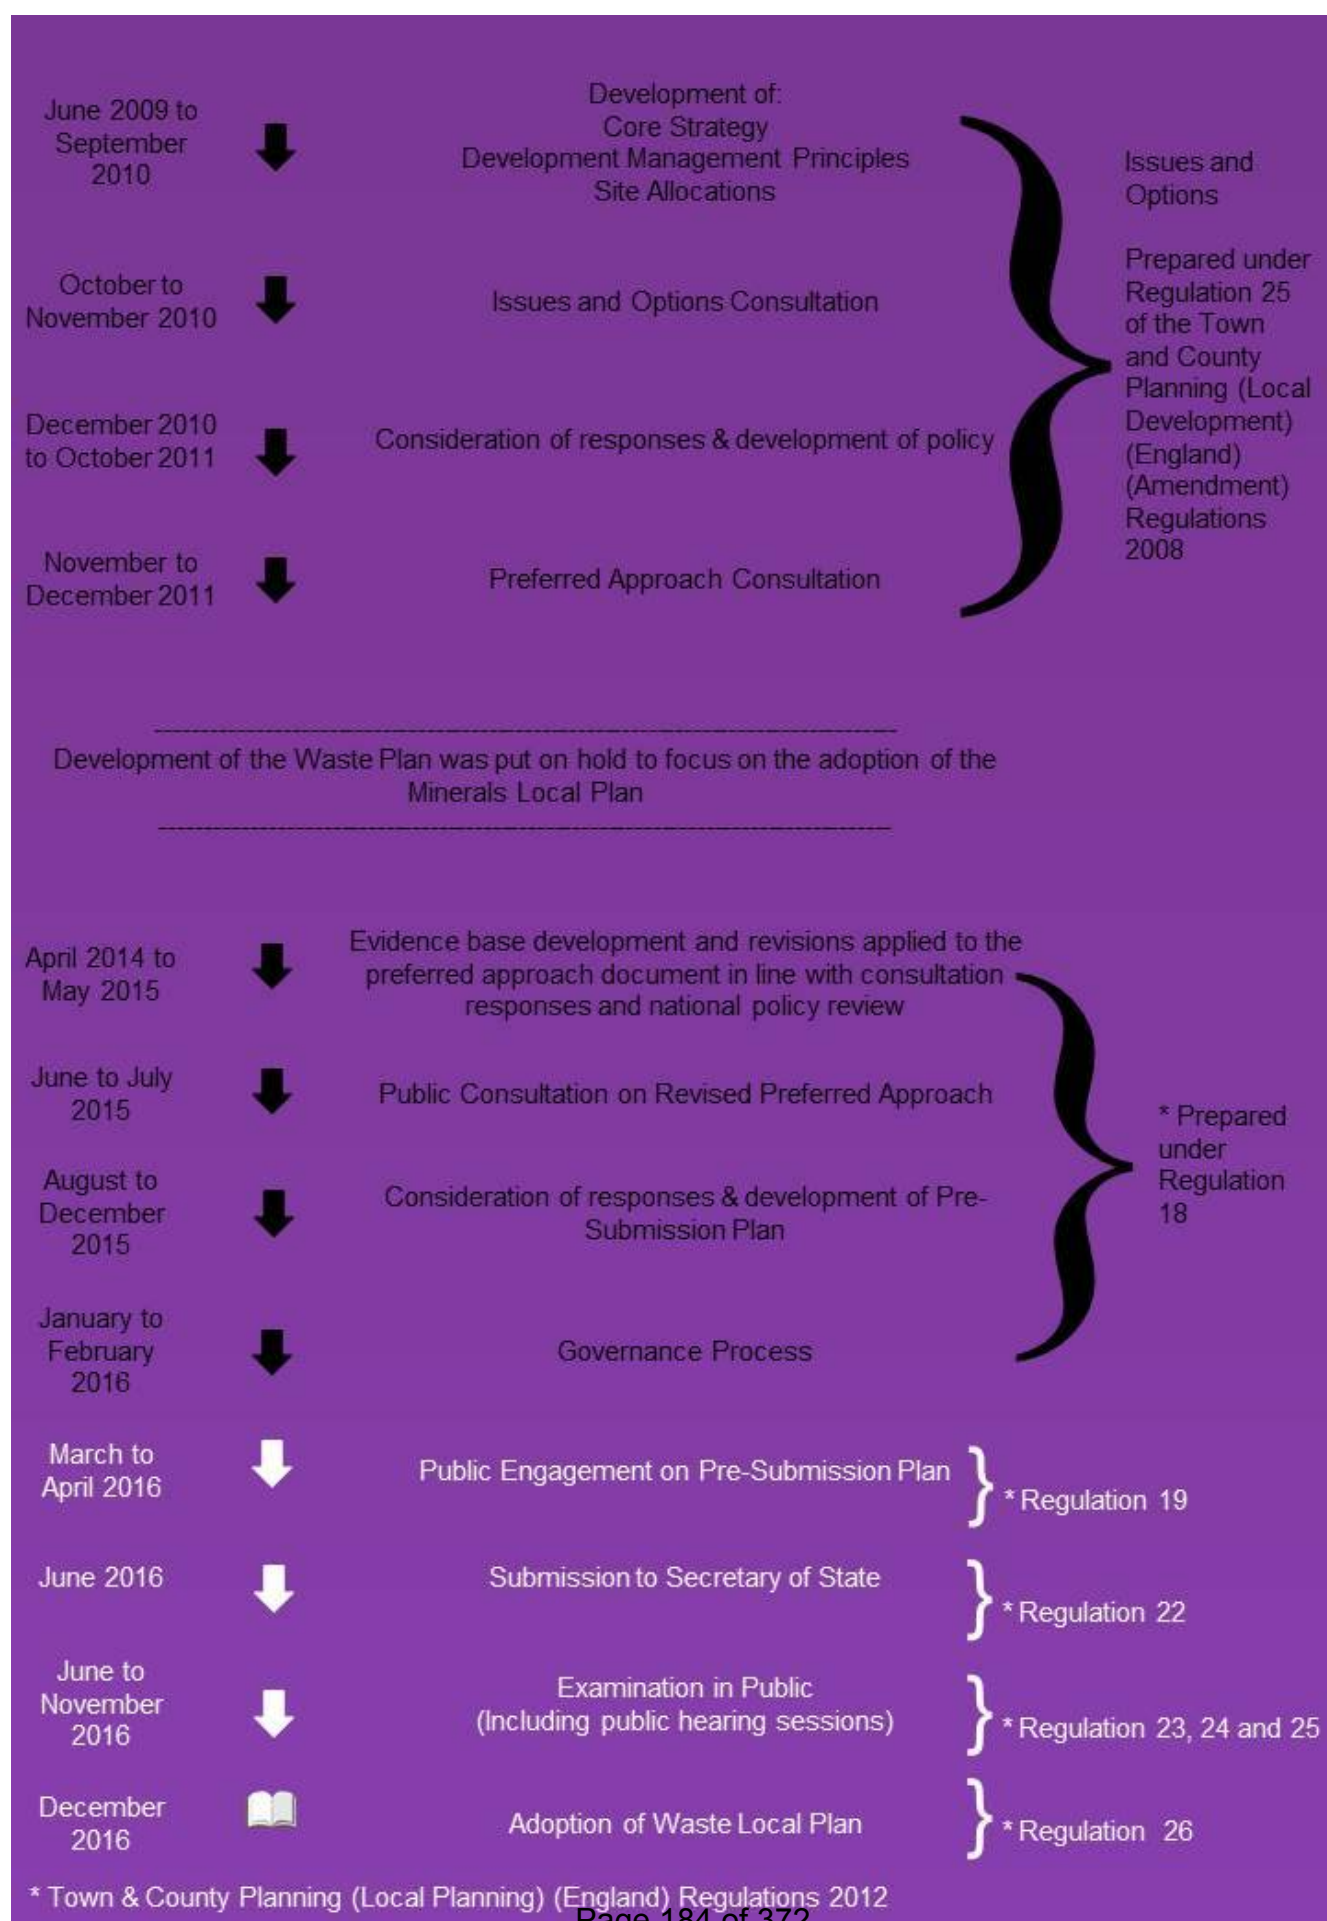 June 2009 to
September
2010
Development of:
Core Strategy
Development Management Principles
Site Allocations
October to
November 2010
Issues and Options Consultation
December 2010
to October 2011
Consideration of responses & development of policy
November to
December 2011
Preferred Approach Consultation
Issues and
Options
Prepared under
Regulation 25
of the Town
and County
Planning (Local
Development)
(England)
(Amendment)
Regulations
2008
Development of the Waste Plan was put on hold to focus on the adoption of the
Minerals Local Plan
April 2014 to
May 2015
Evidence base development and revisions applied to the
preferred approach document in line with consultation
responses and national policy review
June to July
2015
Public Consultation on Revised Preferred Approach
August to
December
2015
Consideration of responses & development of Pre-
Submission Plan
January to
February
2016
Governance Process
* Prepared
under
Regulation
18
March to
April 2016
Public Engagement on Pre-Submission Plan
* Regulation 19
June 2016
Submission to Secretary of State
* Regulation 22
June to
November
2016
Examination in Public
(Including public hearing sessions)
* Regulation 23, 24 and 25
December
2016
Adoption of Waste Local Plan
* Regulation 26
* Town & County Planning (Local Planning) (England) Regulations 2012
Page 184 of 372